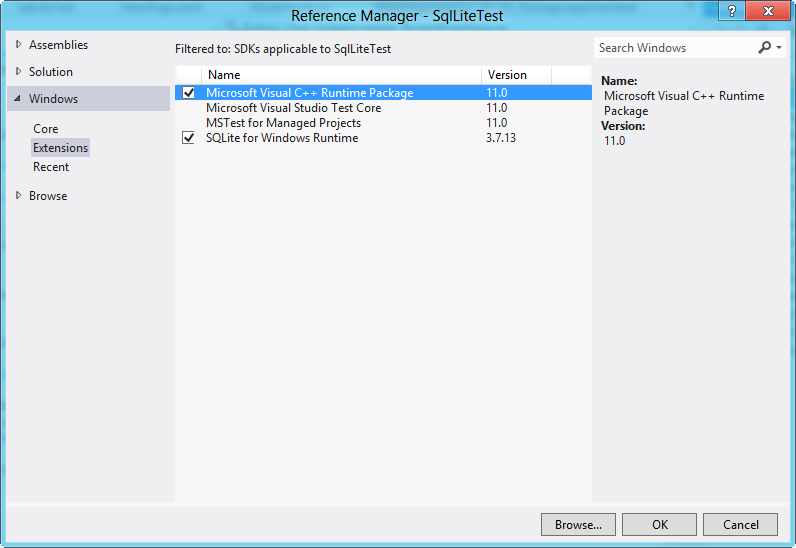 Reference Manager - SqlLiteTest
?
x
Assemblies
Solution
Windows
Core
Extensions
Recent
Browse
Filtered to: SDKs applicable to SqlLiteTest
Name Version
Microsoft Visual C++ Runtime Package 11.0
Microsoft Visual Studio Test Core 11.0
MSTest for Managed Projects 11.0
SQLite for Windows Runtime 3.7.13
Search Windows
Name:
Microsoft Visual C++ Runtime
Package
Version:
11.0
Browse... OK Cancel